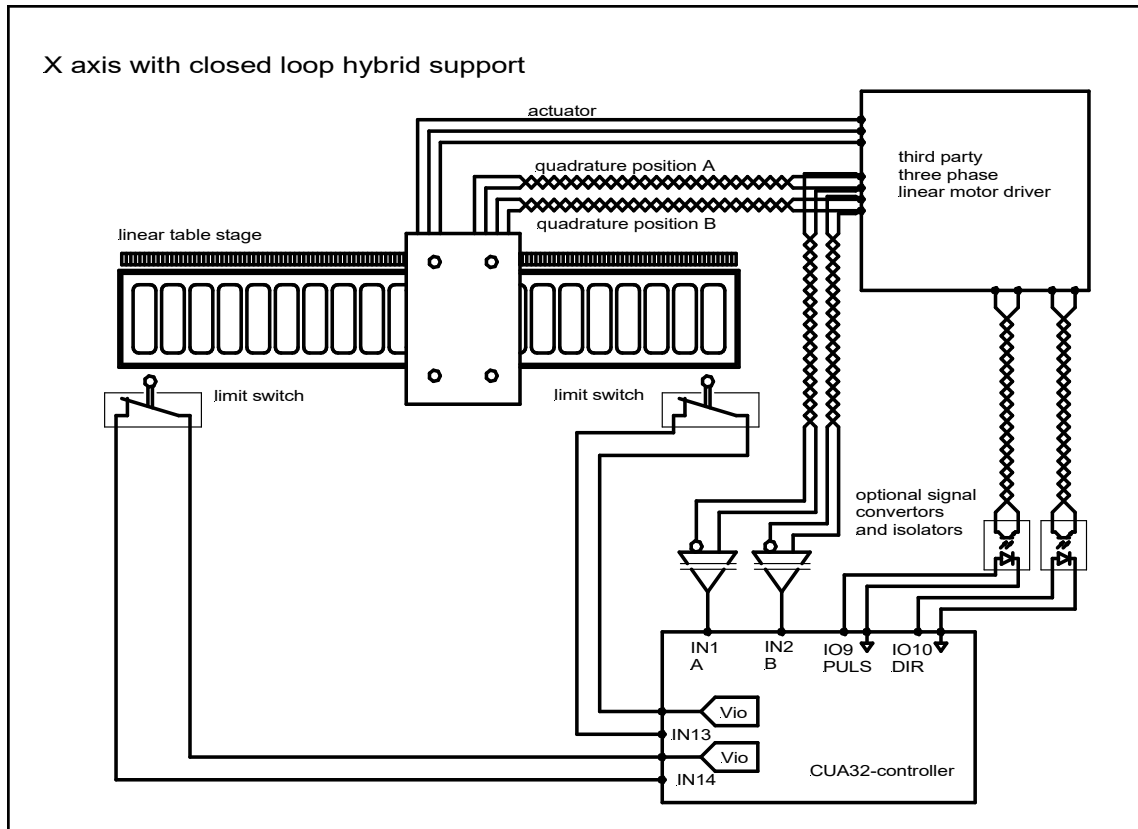 X axis with closed loop hybrid support
actuator
quadrature position A
third party
three phase
linear motor driver
quadrature position B
linear table stage
limit switch
limit switch
optional signal
convertors
and isolators
IN1
A
IN2
B
IO9
PULS
IO10
DIR
Vio
IN13
Vio
IN14
CUA32-controller